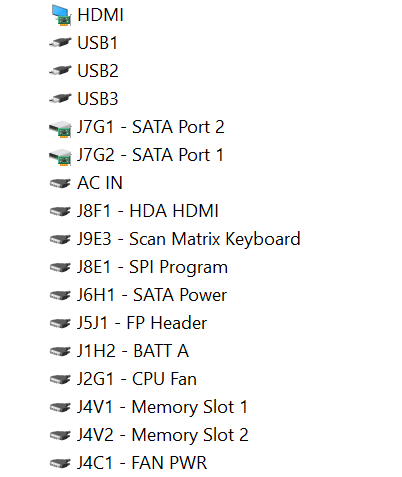 HDMI
USB1
USB2
USB3
J7G1 - SATA Port 2
J7G2 - SATA Port 1
AC IN
J8F1 - HDA HDMI
J9E3 - Scan Matrix Keyboard
J8E1 - SPI Program
J6H1 - SATA Power
J5J1 - FP Header
J1H2 - BATT A
J2G1 - CPU Fan
J4V1 - Memory Slot 1
J4V2 - Memory Slot 2
J4C1 - FAN PWR